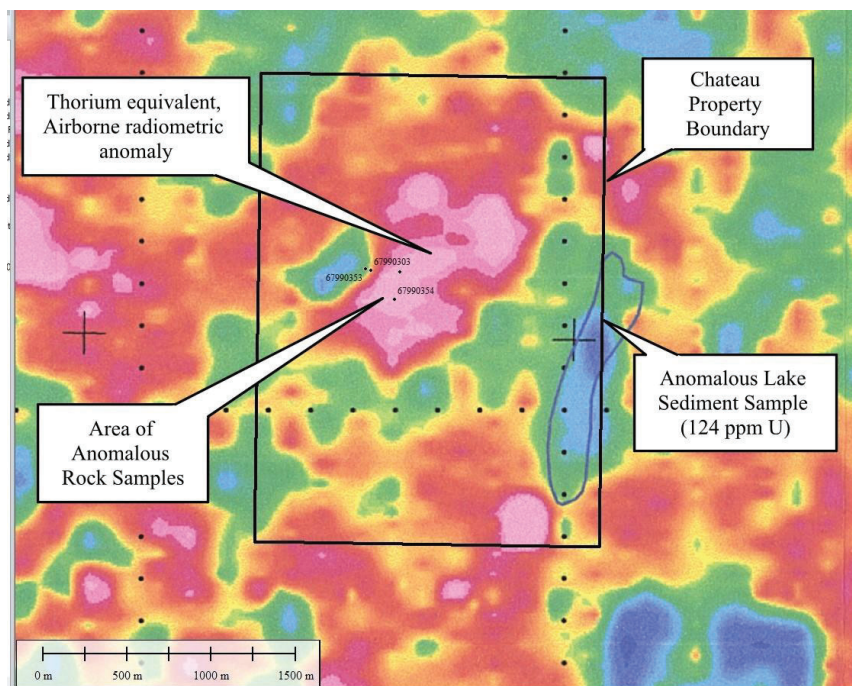 Thorium equivalent,
Airborne radiometric
anomaly
Chateau
Property
Boundary
67990303
67990353
67990354
Area of
Anomalous
Rock Samples
Anomalous Lake
Sediment Sample
(124 ppm U)
0 m 500 m 1000 m 1500 m